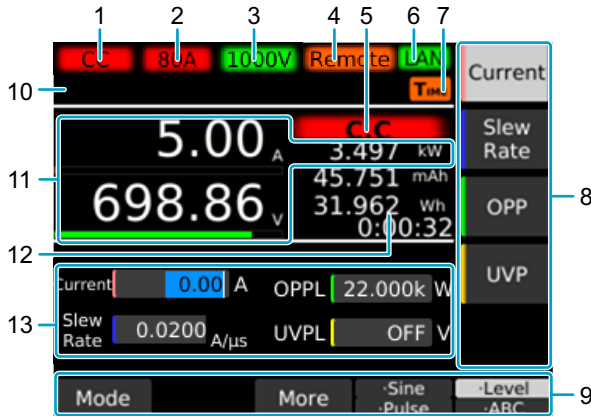 1 2 3 4 5 6 7
CC 80A 1000V Remote LAN
10 TIME
Current
C.C
5.00 A 3.497 kW
Slew
Rate
11 45.751 mAh
698.86 V 31.962 Wh
OPP 8
0:00:32
12
UVP
Current 0.00 A OPPL 22.000k W
13
Slew
Rate 0.0200 A/µs UVPL OFF V
Mode More ·Sine ·Level 9
·Pulse ·ABC